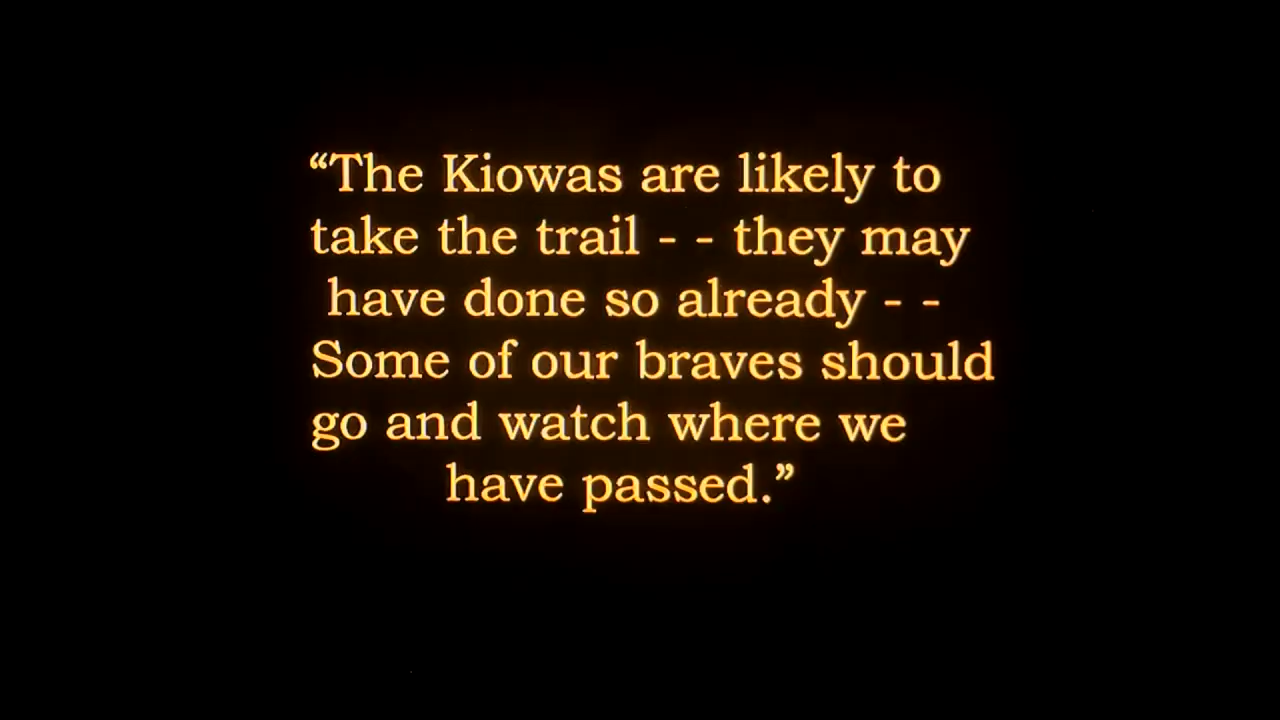 “The Kiowas are likely to
take the trail - - they may
have done so already - -
Some of our braves should
go and watch where we
have passed.”